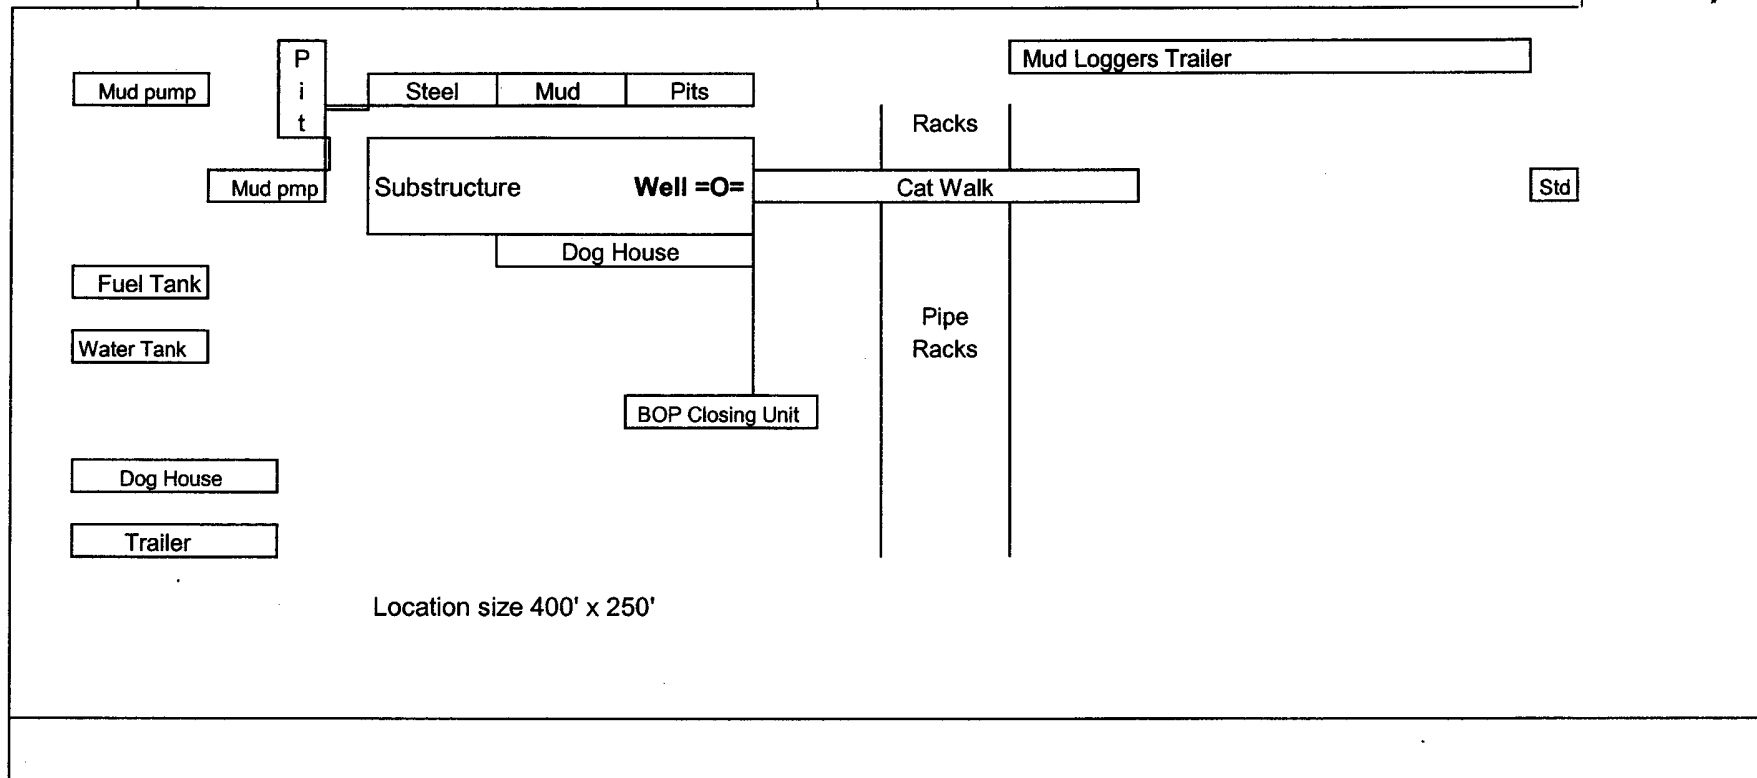 Mud Loggers Trailer
Pit
Mud pump
Steel Mud Pits
Racks
Mud pmp
Substructure Well =O=
Cat Walk
Std
Dog House
Fuel Tank
Pipe
Racks
Water Tank
BOP Closing Unit
Dog House
Trailer
Location size 400' x 250'